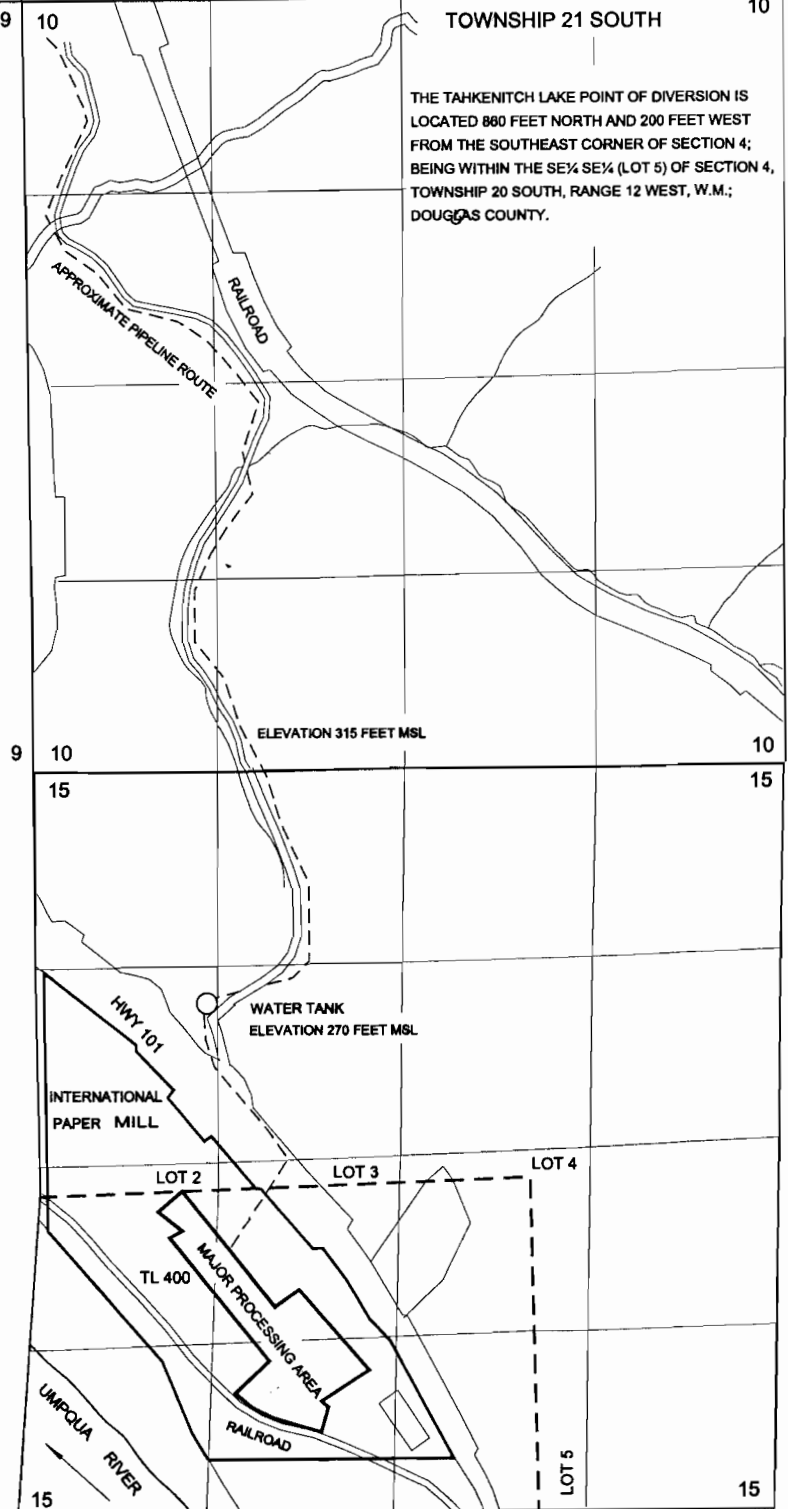 9 10 TOWNSHIP 21 SOUTH 10
THE TAHKENITCH LAKE POINT OF DIVERSION IS
LOCATED 860 FEET NORTH AND 200 FEET WEST
FROM THE SOUTHEAST CORNER OF SECTION 4;
BEING WITHIN THE SE¼ SE¼ (LOT 5) OF SECTION 4,
TOWNSHIP 20 SOUTH, RANGE 12 WEST, W.M.;
DOUGLAS COUNTY.
APPROXIMATE PIPELINE ROUTE
RAILROAD
ELEVATION 315 FEET MSL
9 10 10
15 15
WATER TANK
ELEVATION 270 FEET MSL
HWY 101
INTERNATIONAL
PAPER MILL
LOT 2 LOT 3 LOT 4
TL 400
MAJOR PROCESSING AREA
RAILROAD
UMPQUA
RIVER
LOT 5
15 15